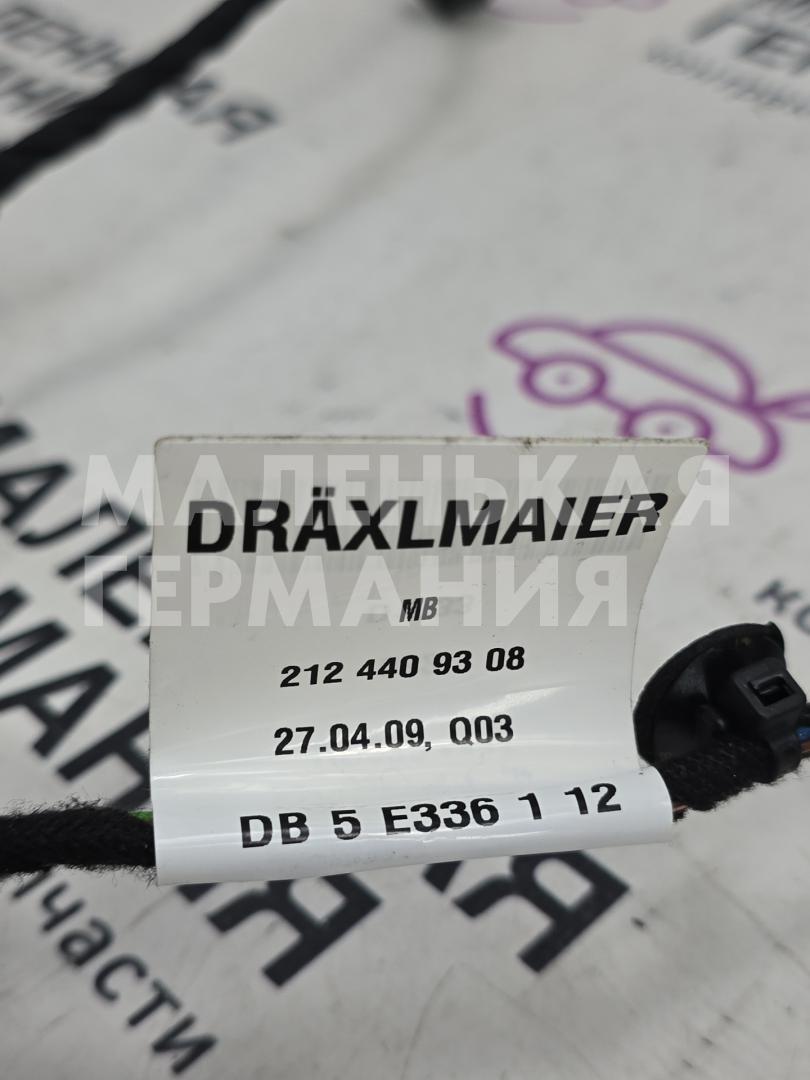 МАЛЕНЬКАЯ
ГЕРМАНИЯ
DRÄXLMAIER
MB
212 440 93 08
27.04.09, Q03
DB 5 E336 1 12